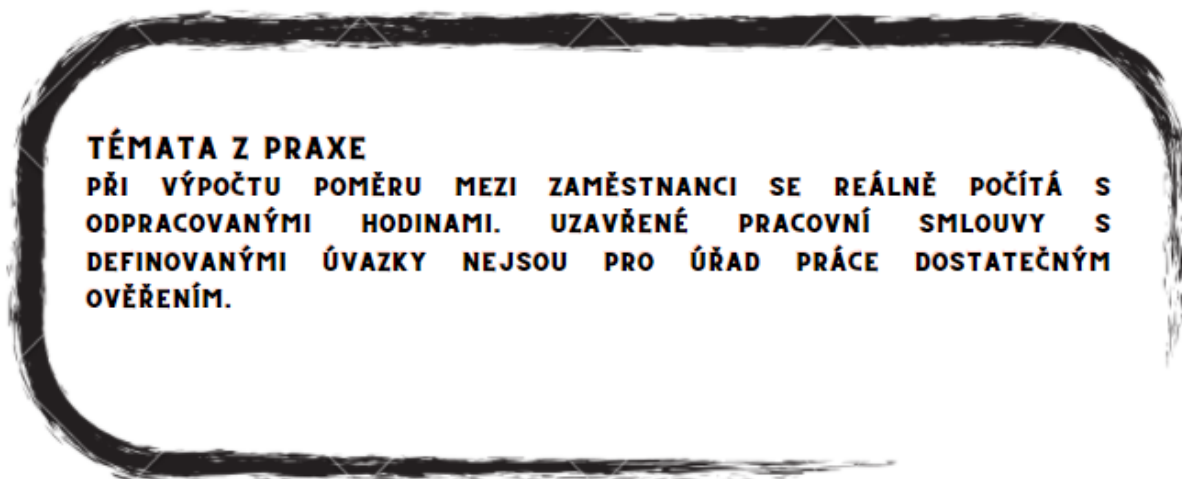 TÉMATA Z PRAXE
PŘI VÝPOČTU POMĚRU MEZI ZAMĚSTNANCI SE REÁLNĚ POČÍTÁ S
ODPRACOVANÝMI HODINAMI. UZAVŘENÉ PRACOVNÍ SMLOUVY S
DEFINOVANÝMI ÚVAZKY NEJSOU PRO ÚŘAD PRÁCE DOSTATEČNÝM
OVĚŘENÍM.